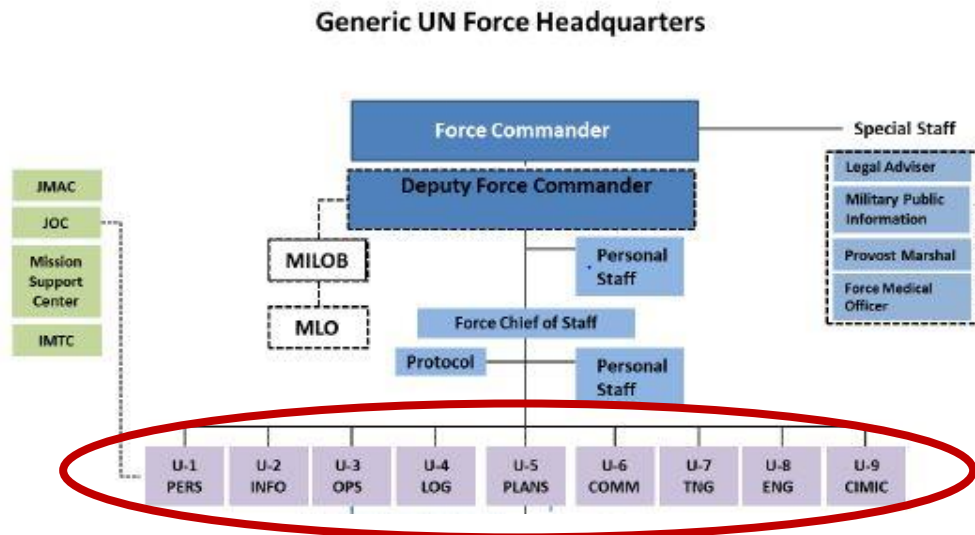 Generic UN Force Headquarters
Force Commander
Special Staff
Deputy Force Commander
Legal Adviser
Military Public
Information
Provost Marshal
Force Medical
Officer
JMAC
JOC
Mission
Support
Center
IMTC
MILOB
MLO
Personal
Staff
Force Chief of Staff
Protocol
Personal
Staff
U-1
PERS
U-2
INFO
U-3
OPS
U-4
LOG
U-5
PLANS
U-6
COMM
U-7
TNG
U-8
ENG
U-9
CIMIC